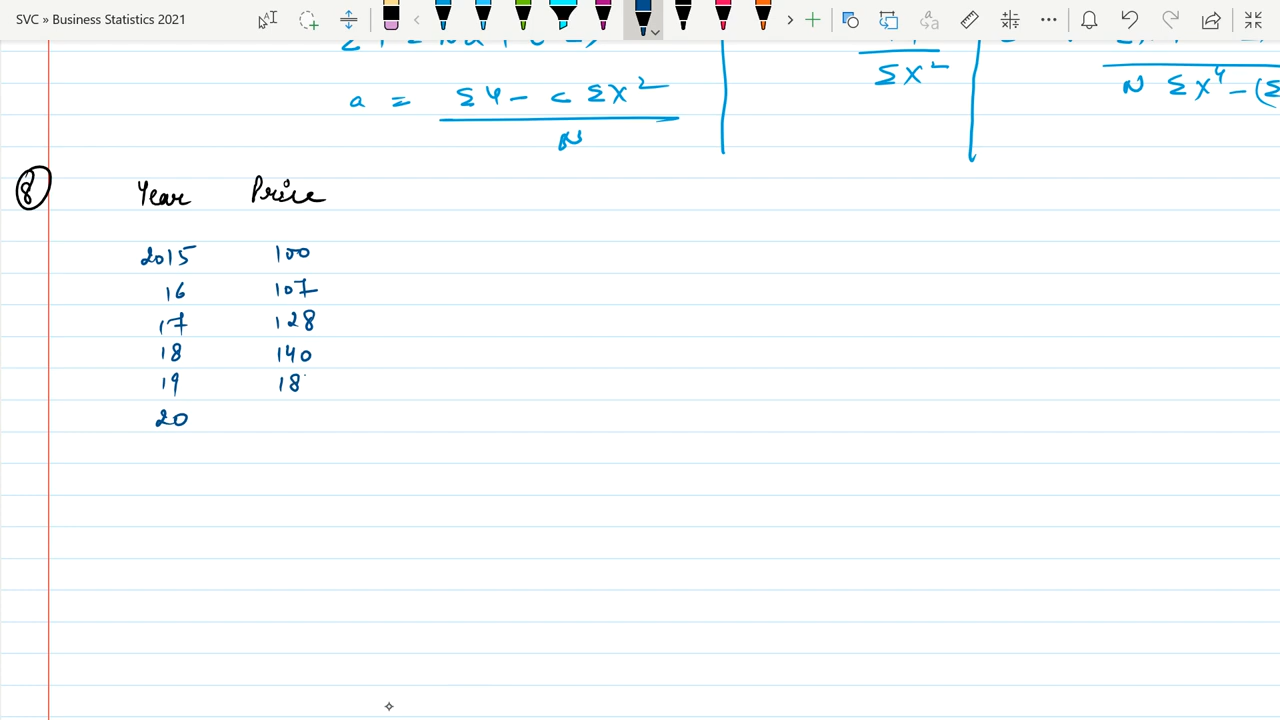 SVC » Business Statistics 2021
a = Σy - c Σx²
N
Σx²
N Σx⁴ - (Σ
8 Year Price
2015 100
16 107
17 128
18 140
19 18
20